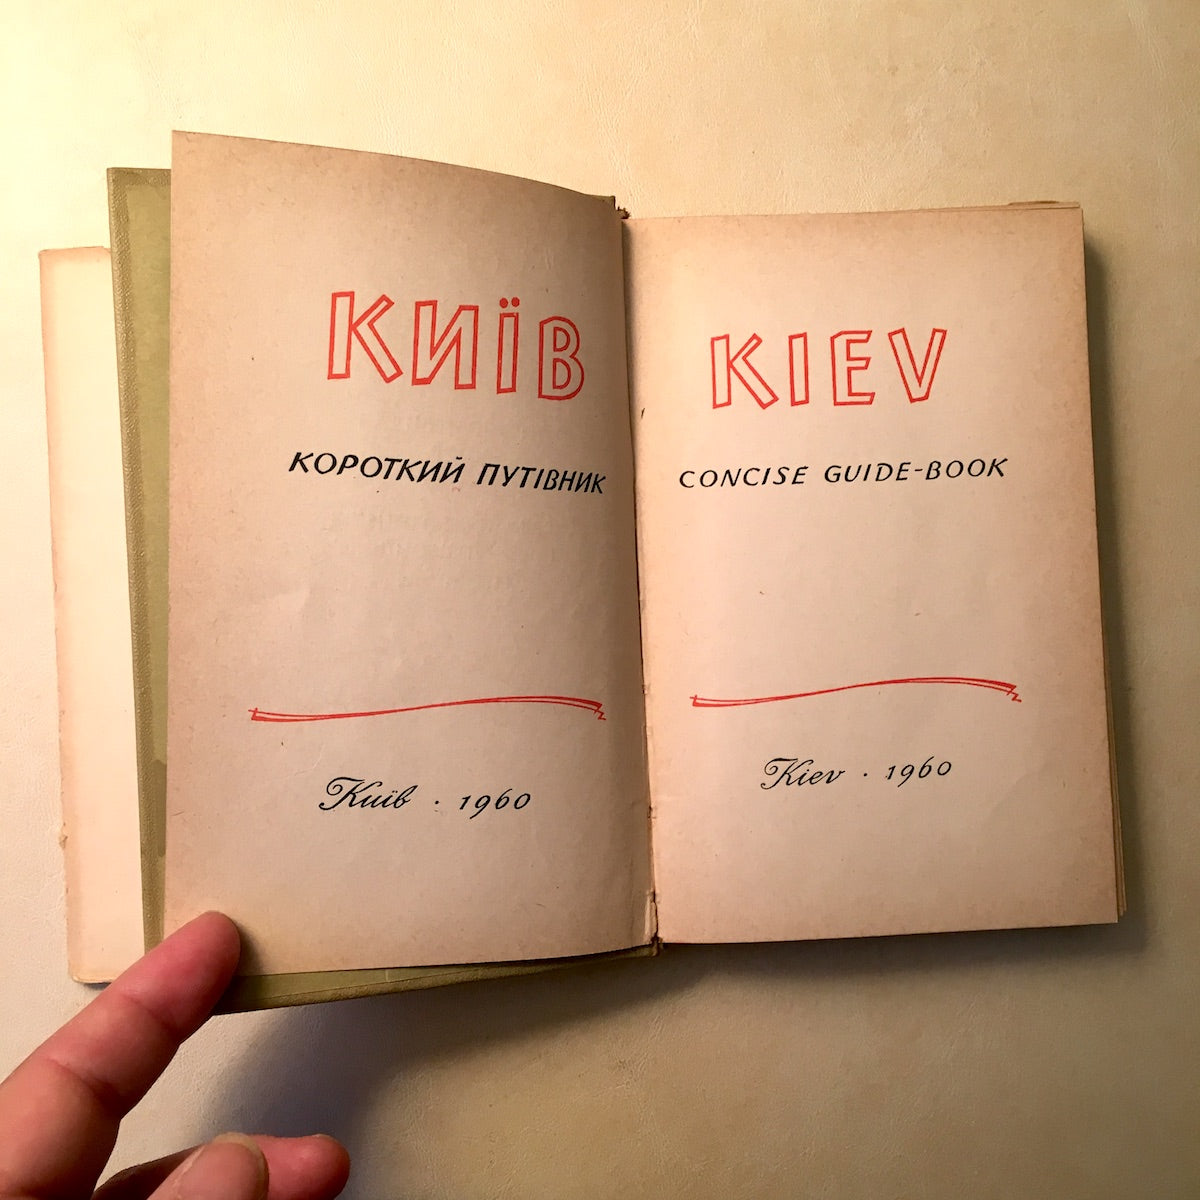 КИЇВ
КОРОТКИЙ ПУТІВНИК
Київ · 1960
KIEV
CONCISE GUIDE-BOOK
Kiev · 1960